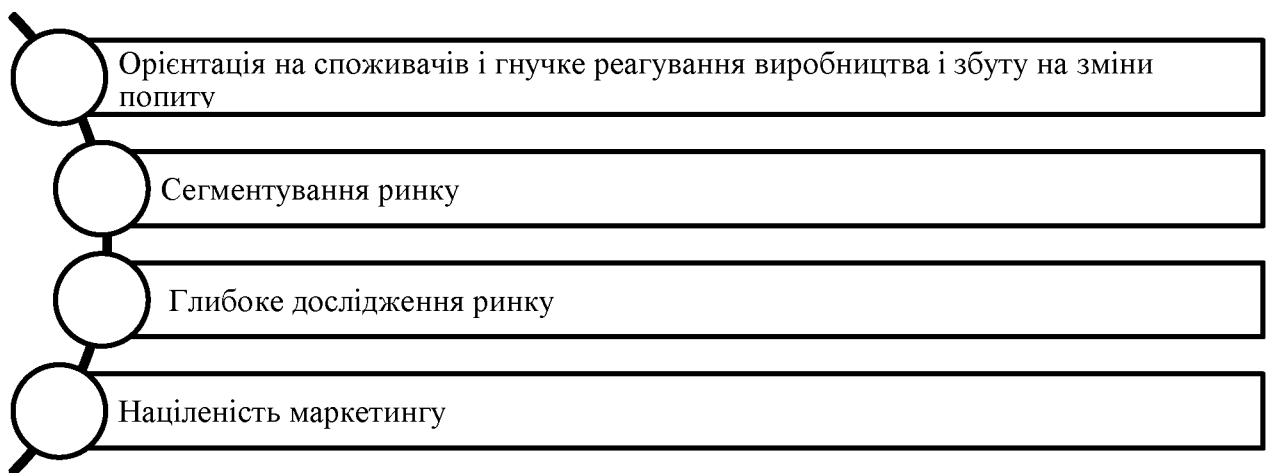 Орієнтація на споживачів і гнучке реагування виробництва і збуту на зміни
попиту
Сегментування ринку
Глибоке дослідження ринку
Націленість маркетингу